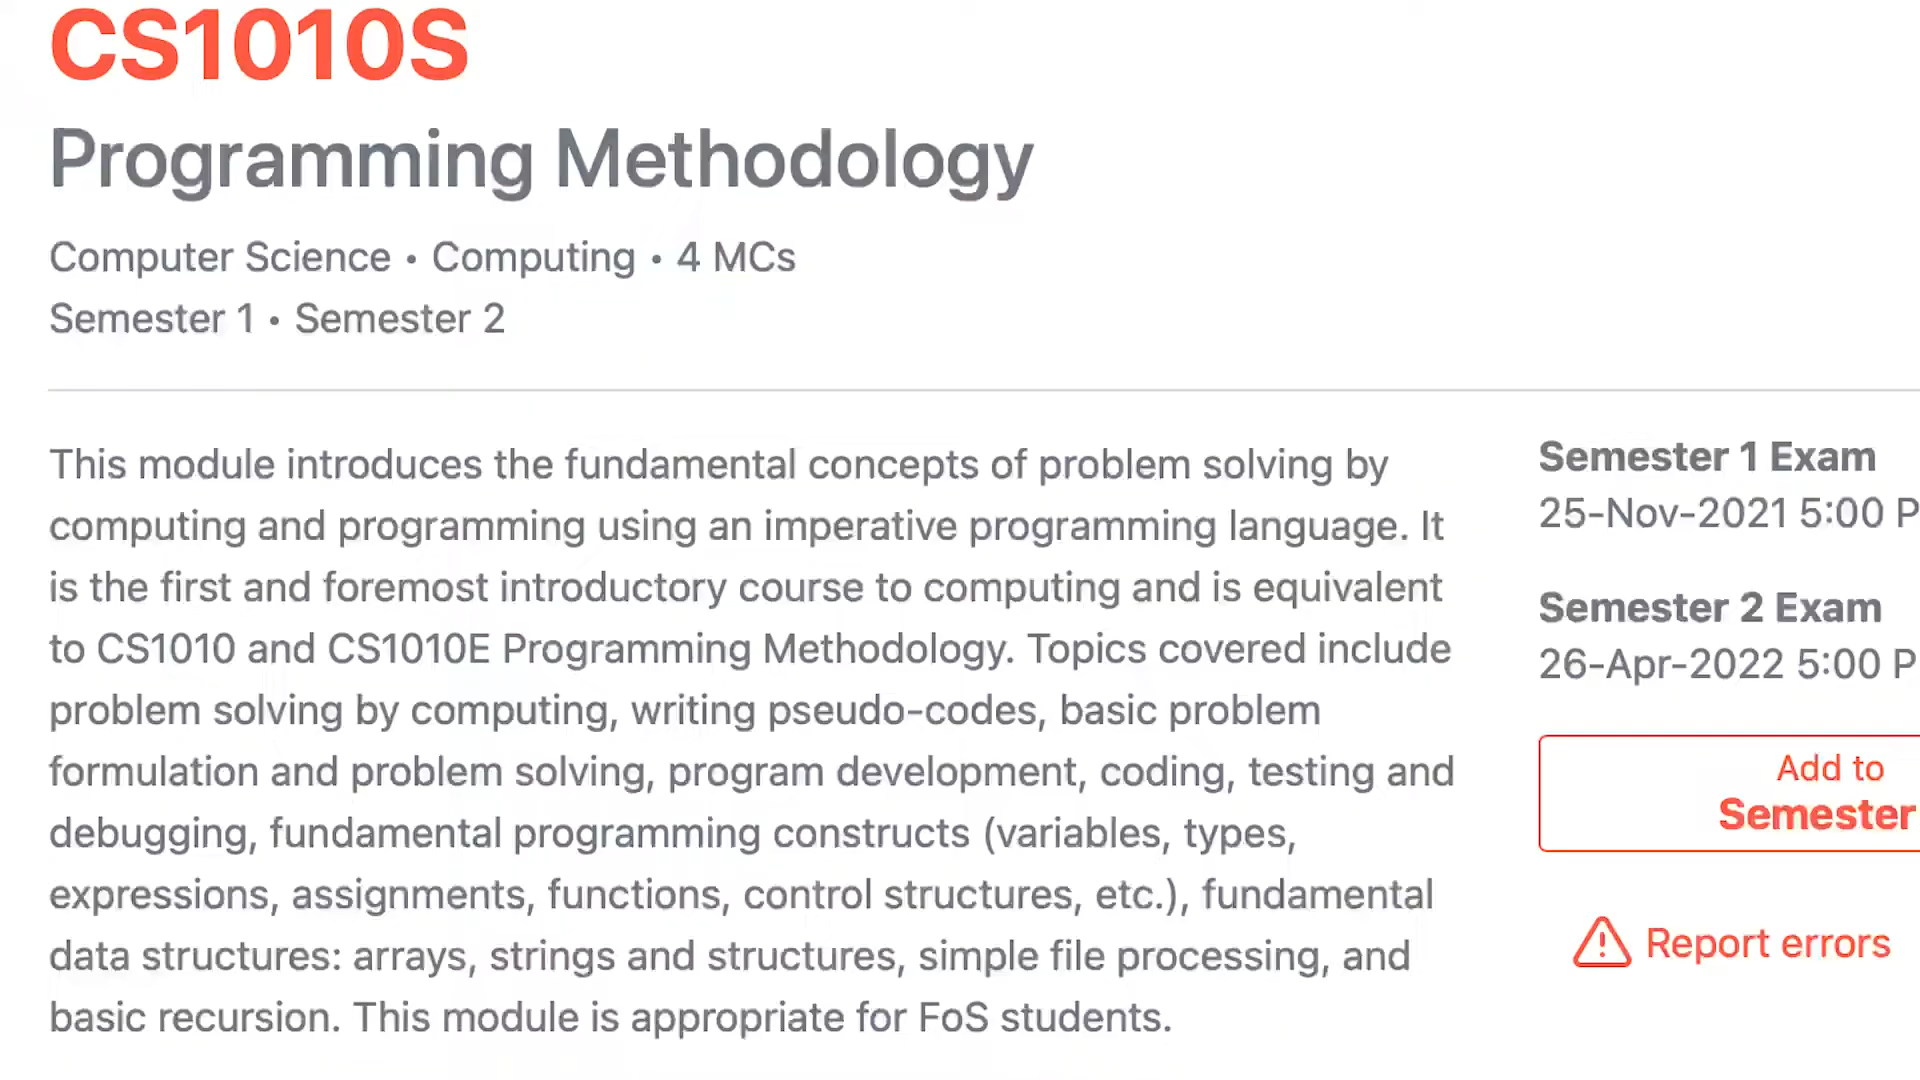 CS1010S
Programming Methodology
Computer Science • Computing • 4 MCs
Semester 1 • Semester 2
This module introduces the fundamental concepts of problem solving by
computing and programming using an imperative programming language. It
is the first and foremost introductory course to computing and is equivalent
to CS1010 and CS1010E Programming Methodology. Topics covered include
problem solving by computing, writing pseudo-codes, basic problem
formulation and problem solving, program development, coding, testing and
debugging, fundamental programming constructs (variables, types,
expressions, assignments, functions, control structures, etc.), fundamental
data structures: arrays, strings and structures, simple file processing, and
basic recursion. This module is appropriate for FoS students.
Semester 1 Exam
25-Nov-2021 5:00 P
Semester 2 Exam
26-Apr-2022 5:00 P
Add to
Semester
Report errors